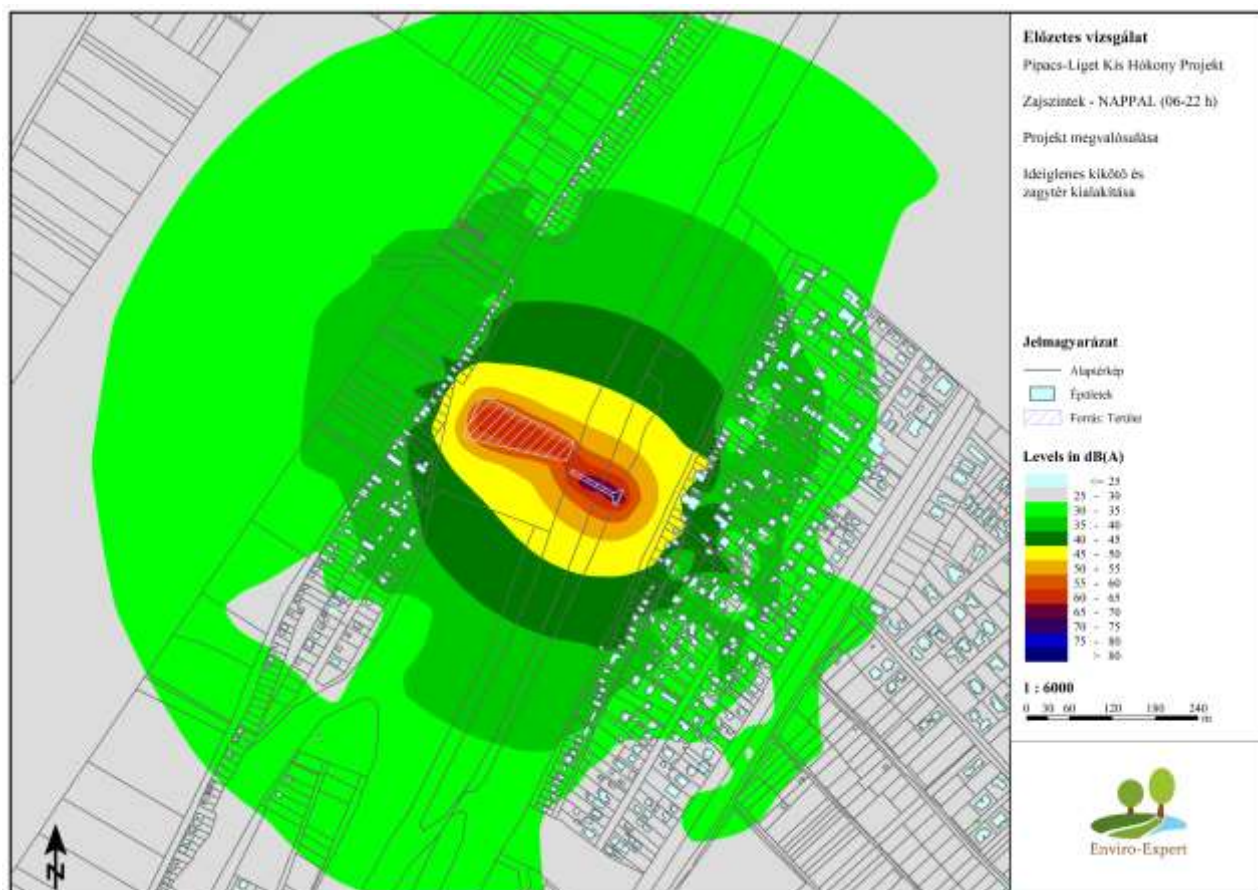 Előzetes vizsgálat
Pipacs-Liget Kis Hókony Projekt
Zajszintek - NAPPAL (06-22 h)
Projekt megvalósulása
Ideiglenes kikötő és
zagytér kialakítása
Jelmagyarázat
Alaptérkép
Épületek
Forrás: Terület
Levels in dB(A)
<= 25
25 - 30
30 - 35
35 - 40
40 - 45
45 - 50
50 - 55
55 - 60
60 - 65
65 - 70
70 - 75
75 - 80
> 80
1 : 6000
0 30 60 120 180 240
m
Z
Enviro-Expert